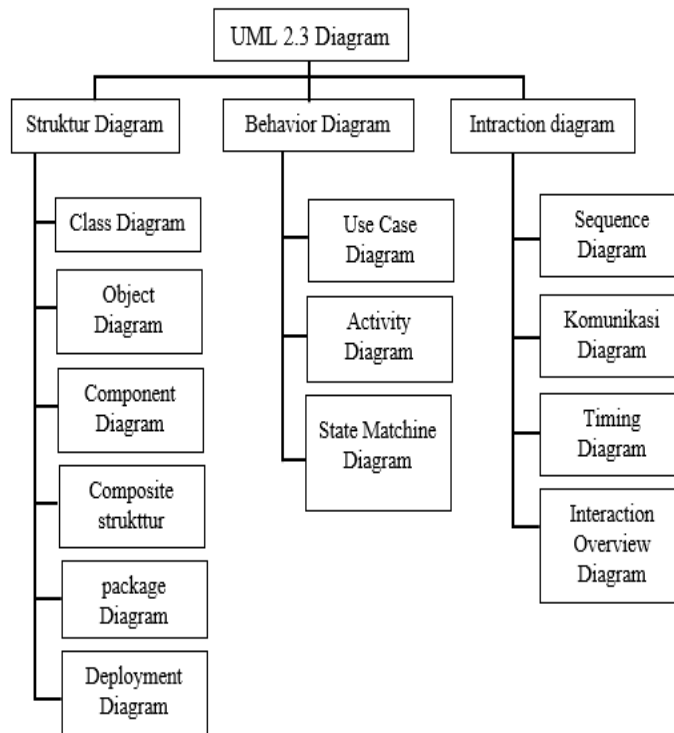 UML 2.3 Diagram
Struktur Diagram
Behavior Diagram
Intraction diagram
Class Diagram
Object
Diagram
Component
Diagram
Composite
strukttur
package
Diagram
Deployment
Diagram
Use Case
Diagram
Activity
Diagram
State Matchine
Diagram
Sequence
Diagram
Komunikasi
Diagram
Timing
Diagram
Interaction
Overview
Diagram